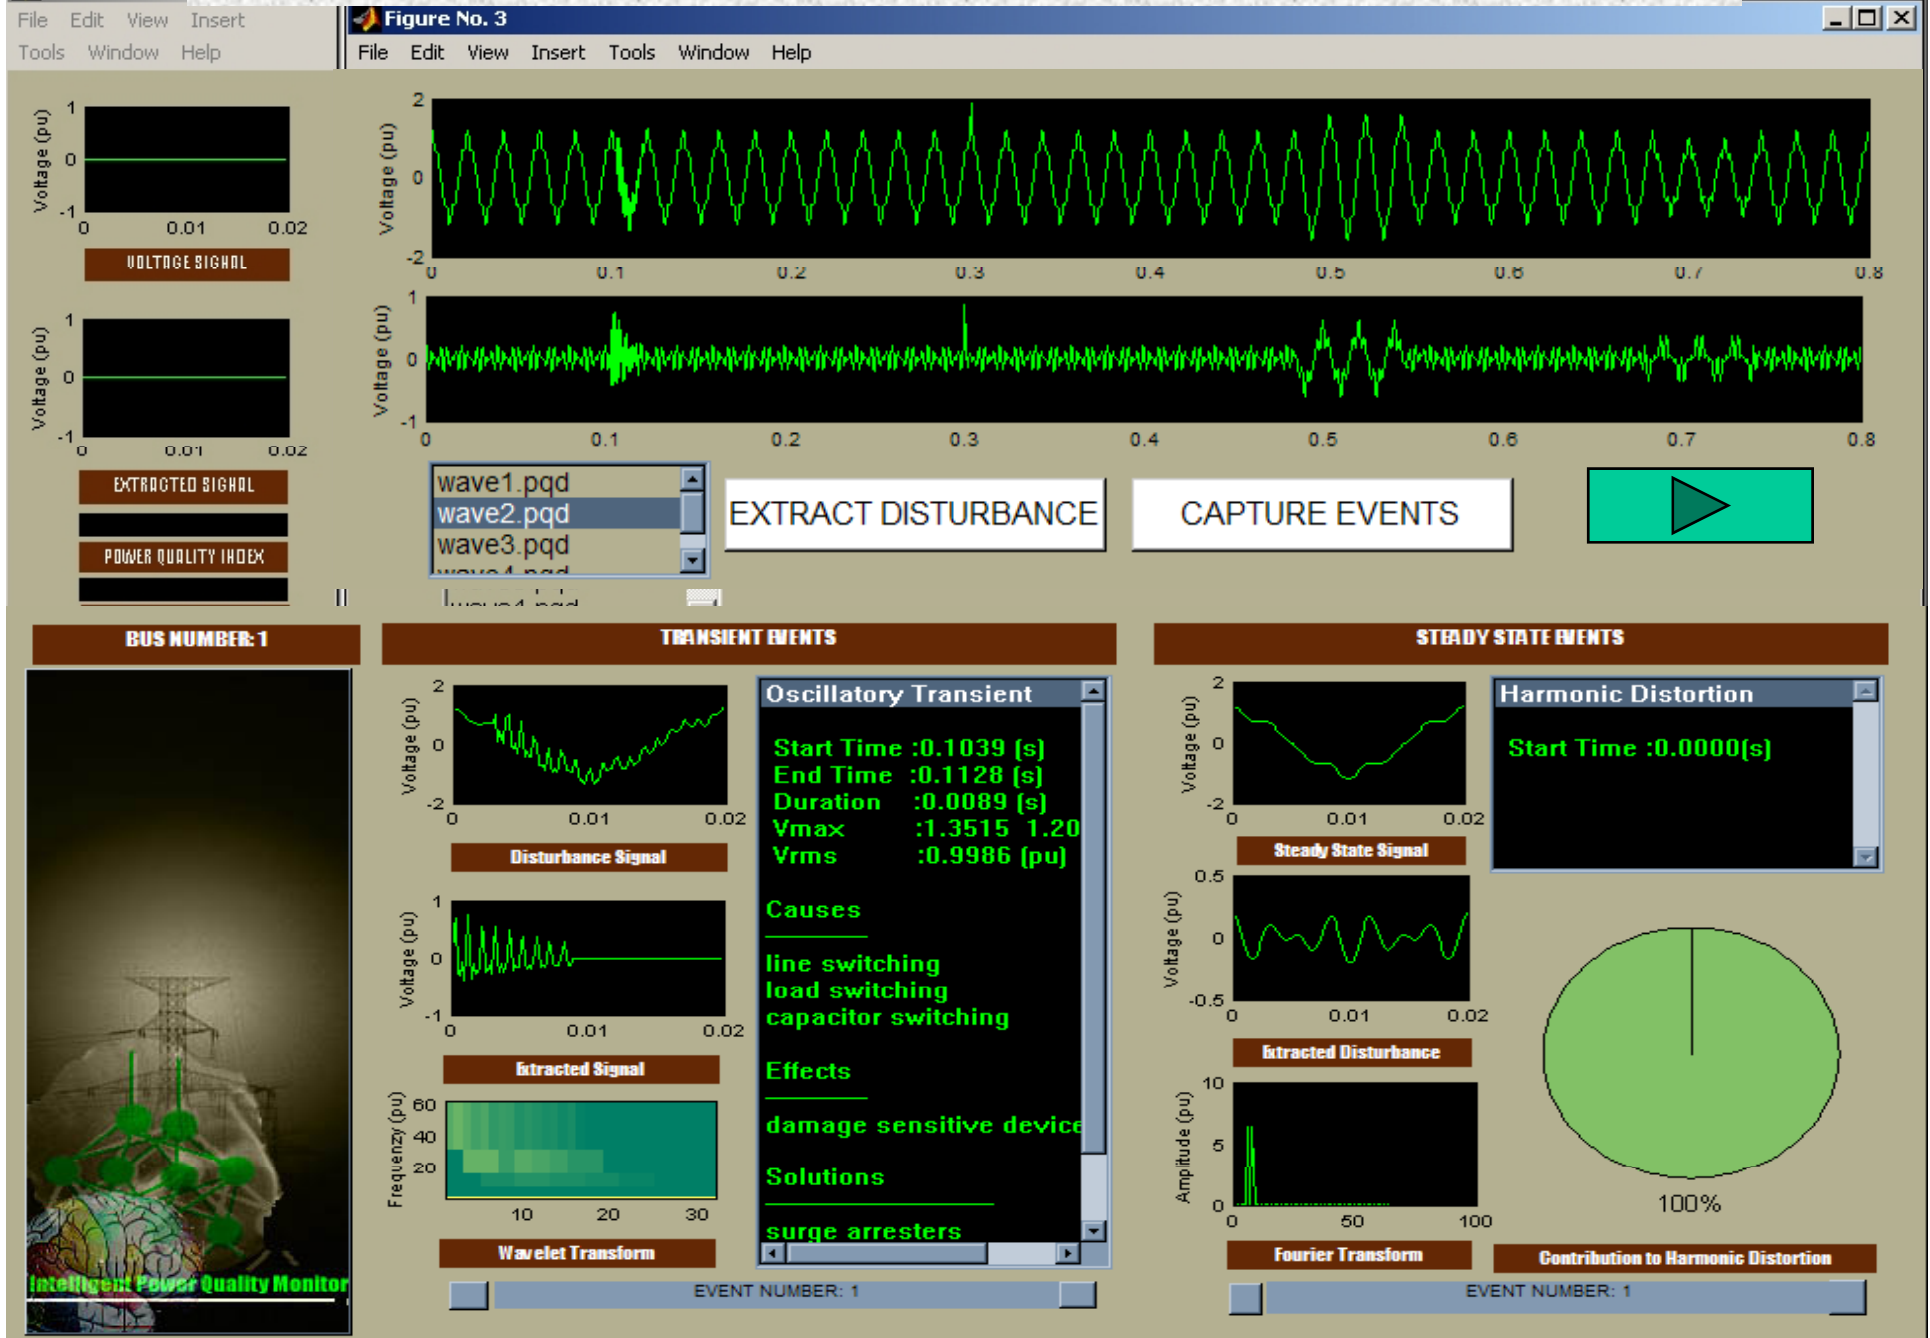 File Edit View Insert
Tools Window Help
Figure No. 3
File Edit View Insert Tools Window Help
Voltage (pu)
1
0
-1
0 0.01 0.02
VOLTAGE SIGNAL
Voltage (pu)
1
0
-1
0 0.01 0.02
EXTRACTED SIGNAL
POWER QUALITY INDEX
Voltage (pu)
2
0
-2
0 0.1 0.2 0.3 0.4 0.5 0.6 0.7 0.8
Voltage (pu)
1
0
-1
0 0.1 0.2 0.3 0.4 0.5 0.6 0.7 0.8
wave1.pqd
wave2.pqd
wave3.pqd
wave4.pqd
EXTRACT DISTURBANCE
CAPTURE EVENTS
wave1.pqd
BUS NUMBER: 1
Intelligent Power Quality Monitor
TRANSIENT EVENTS
Voltage (pu)
2
0
-2
0 0.01 0.02
Disturbance Signal
Voltage (pu)
1
0
-1
0 0.01 0.02
Extracted Signal
Frequenzy (pu)
60
40
20
10 20 30
Wavelet Transform
Oscillatory Transient
Start Time :0.1039 (s)
End Time :0.1128 (s)
Duration :0.0089 (s)
Vmax :1.3515 1.20
Vrms :0.9986 (pu)
Causes
line switching
load switching
capacitor switching
Effects
damage sensitive device
Solutions
surge arresters
EVENT NUMBER: 1
STEADY STATE EVENTS
Voltage (pu)
2
0
-2
0 0.01 0.02
Steady State Signal
Voltage (pu)
0.5
0
-0.5
0 0.01 0.02
Extracted Disturbance
Ampitude (pu)
10
5
0
0 50 100
Fourier Transform
Harmonic Distortion
Start Time :0.0000(s)
100%
Contribution to Harmonic Distortion
EVENT NUMBER: 1